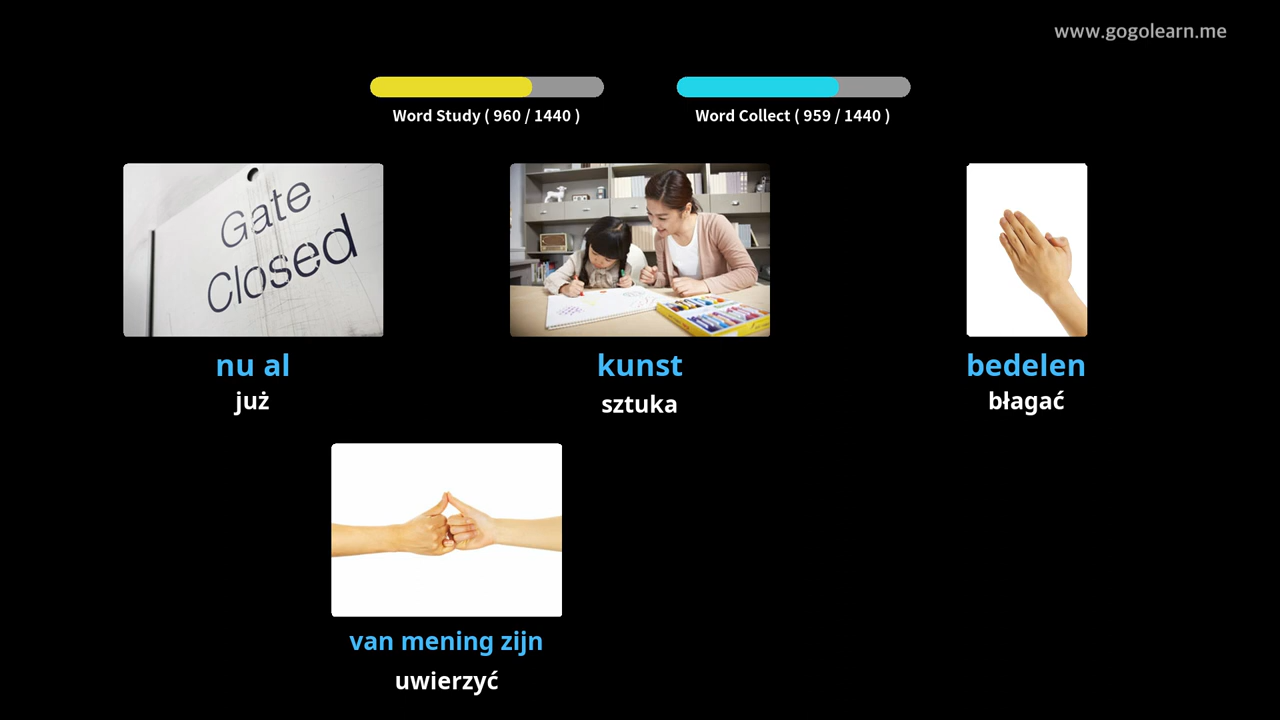 www.gogolearn.me
Word Study ( 960 / 1440 )
Word Collect ( 959 / 1440 )
Gate
Closed
nu al
już
kunst
sztuka
bedelen
błagać
van mening zijn
uwierzyć